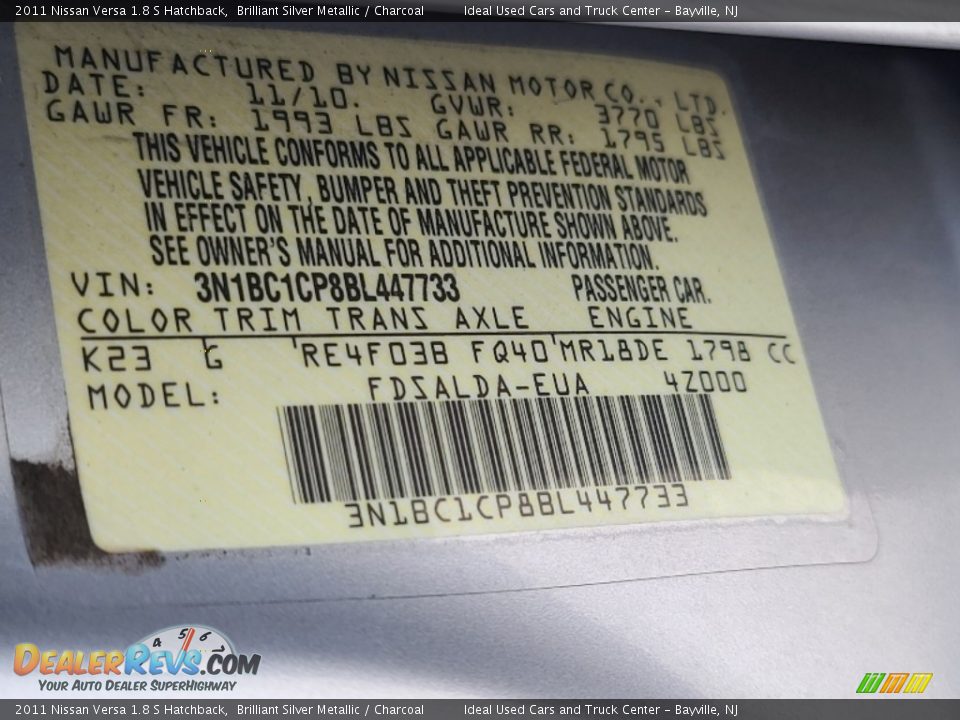 2011 Nissan Versa 1.8 S Hatchback, Brilliant Silver Metallic / Charcoal Ideal Used Cars and Truck Center - Bayville, NJ
MANUFACTURED BY NISSAN MOTOR CO., LTD.
DATE: 11/10. GVWR: 3770 LBS
GAWR FR: 1993 LBS GAWR RR: 1795 LBS
THIS VEHICLE CONFORMS TO ALL APPLICABLE FEDERAL MOTOR
VEHICLE SAFETY, BUMPER AND THEFT PREVENTION STANDARDS
IN EFFECT ON THE DATE OF MANUFACTURE SHOWN ABOVE.
SEE OWNER'S MANUAL FOR ADDITIONAL INFORMATION.
VIN: 3N1BC1CP8BL447733 PASSENGER CAR.
COLOR TRIM TRANS AXLE ENGINE
K23 G RE4F03B FQ40 MR18DE 1798 CC
MODEL: FDSALDA-EUA 4Z000
3N1BC1CP8BL447733
4 5 6
DEALERREVS.COM
YOUR AUTO DEALER SUPERHIGHWAY
2011 Nissan Versa 1.8 S Hatchback, Brilliant Silver Metallic / Charcoal Ideal Used Cars and Truck Center - Bayville, NJ